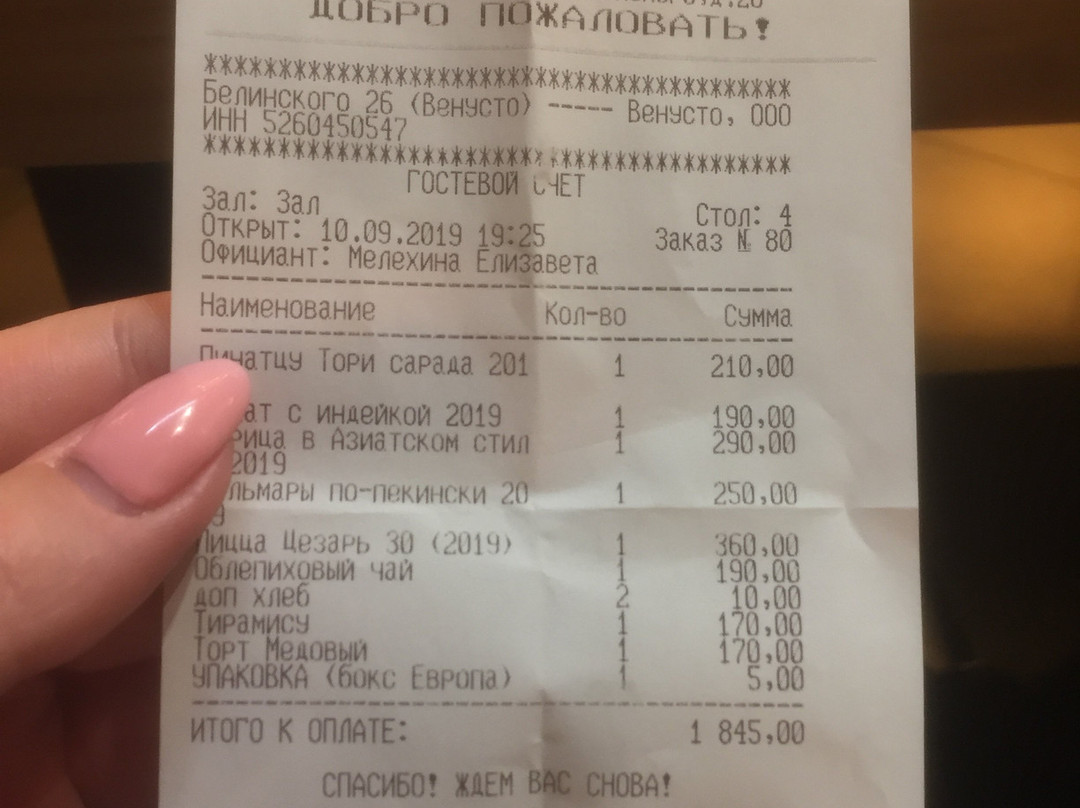 ДОБРО ПОЖАЛОВАТЬ!
****************************************
Белинского 26 (Венусто) ----- Венусто, ООО
ИНН 5260450547
****************************************
ГОСТЕВОЙ СЧЕТ
Зал: Зал Стол: 4
Открыт: 10.09.2019 19:25 Заказ № 80
Официант: Мелехина Елизавета
Наименование Кол-во Сумма
Пинатцу Тори сарада 201 1 210,00
ат с индейкой 2019 1 190,00
рица в Азиатском стил 1 290,00
2019
льмары по-пекински 20 1 250,00
9
Пицца Цезарь 30 (2019) 1 360,00
Облепиховый чай 1 190,00
доп хлеб 2 10,00
Тирамису 1 170,00
Торт Медовый 1 170,00
УПАКОВКА (бокс Европа) 1 5,00
ИТОГО К ОПЛАТЕ: 1 845,00
СПАСИБО! ЖДЕМ ВАС СНОВА!